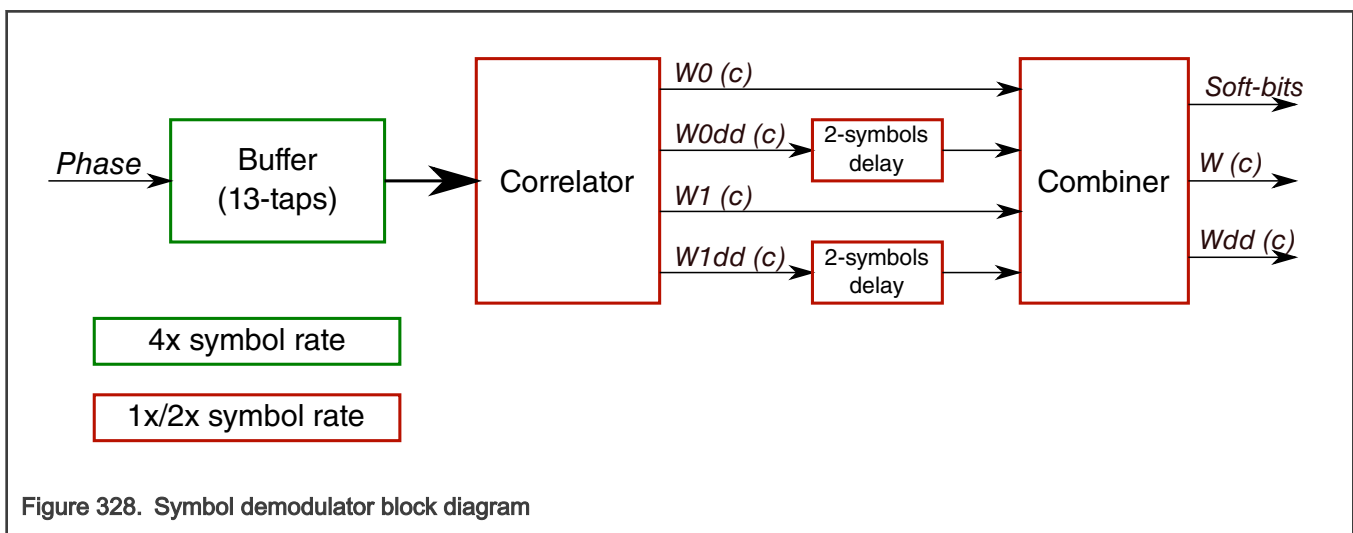 Phase
Buffer
(13-taps)
Correlator
W0 (c)
W0dd (c)
2-symbols
delay
W1 (c)
W1dd (c)
2-symbols
delay
Combiner
Soft-bits
W (c)
Wdd (c)
4x symbol rate
1x/2x symbol rate
Figure 328. Symbol demodulator block diagram